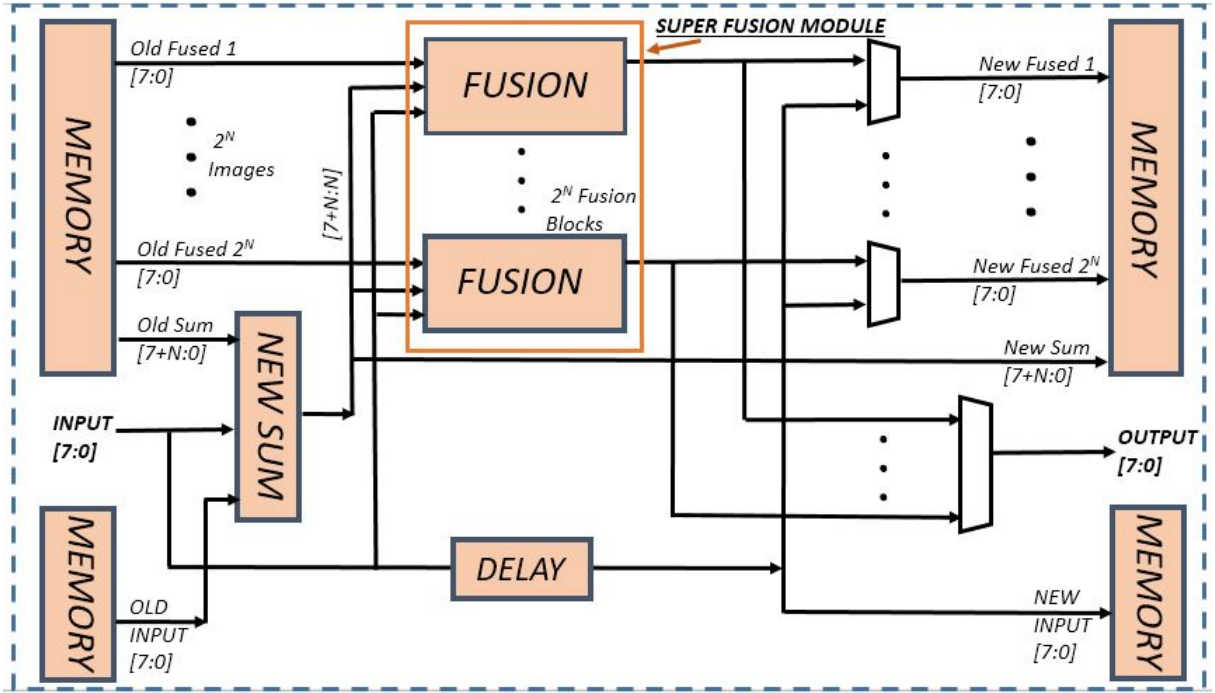 SUPER FUSION MODULE
MEMORY
Old Fused 1
[7:0]
2^N
Images
Old Fused 2^N
[7:0]
Old Sum
[7+N:0]
INPUT
[7:0]
NEW SUM
MEMORY
OLD
INPUT
[7:0]
[7+N:N]
FUSION
2^N Fusion
Blocks
FUSION
DELAY
New Fused 1
[7:0]
New Fused 2^N
[7:0]
New Sum
[7+N:0]
MEMORY
OUTPUT
[7:0]
NEW
INPUT
[7:0]
MEMORY